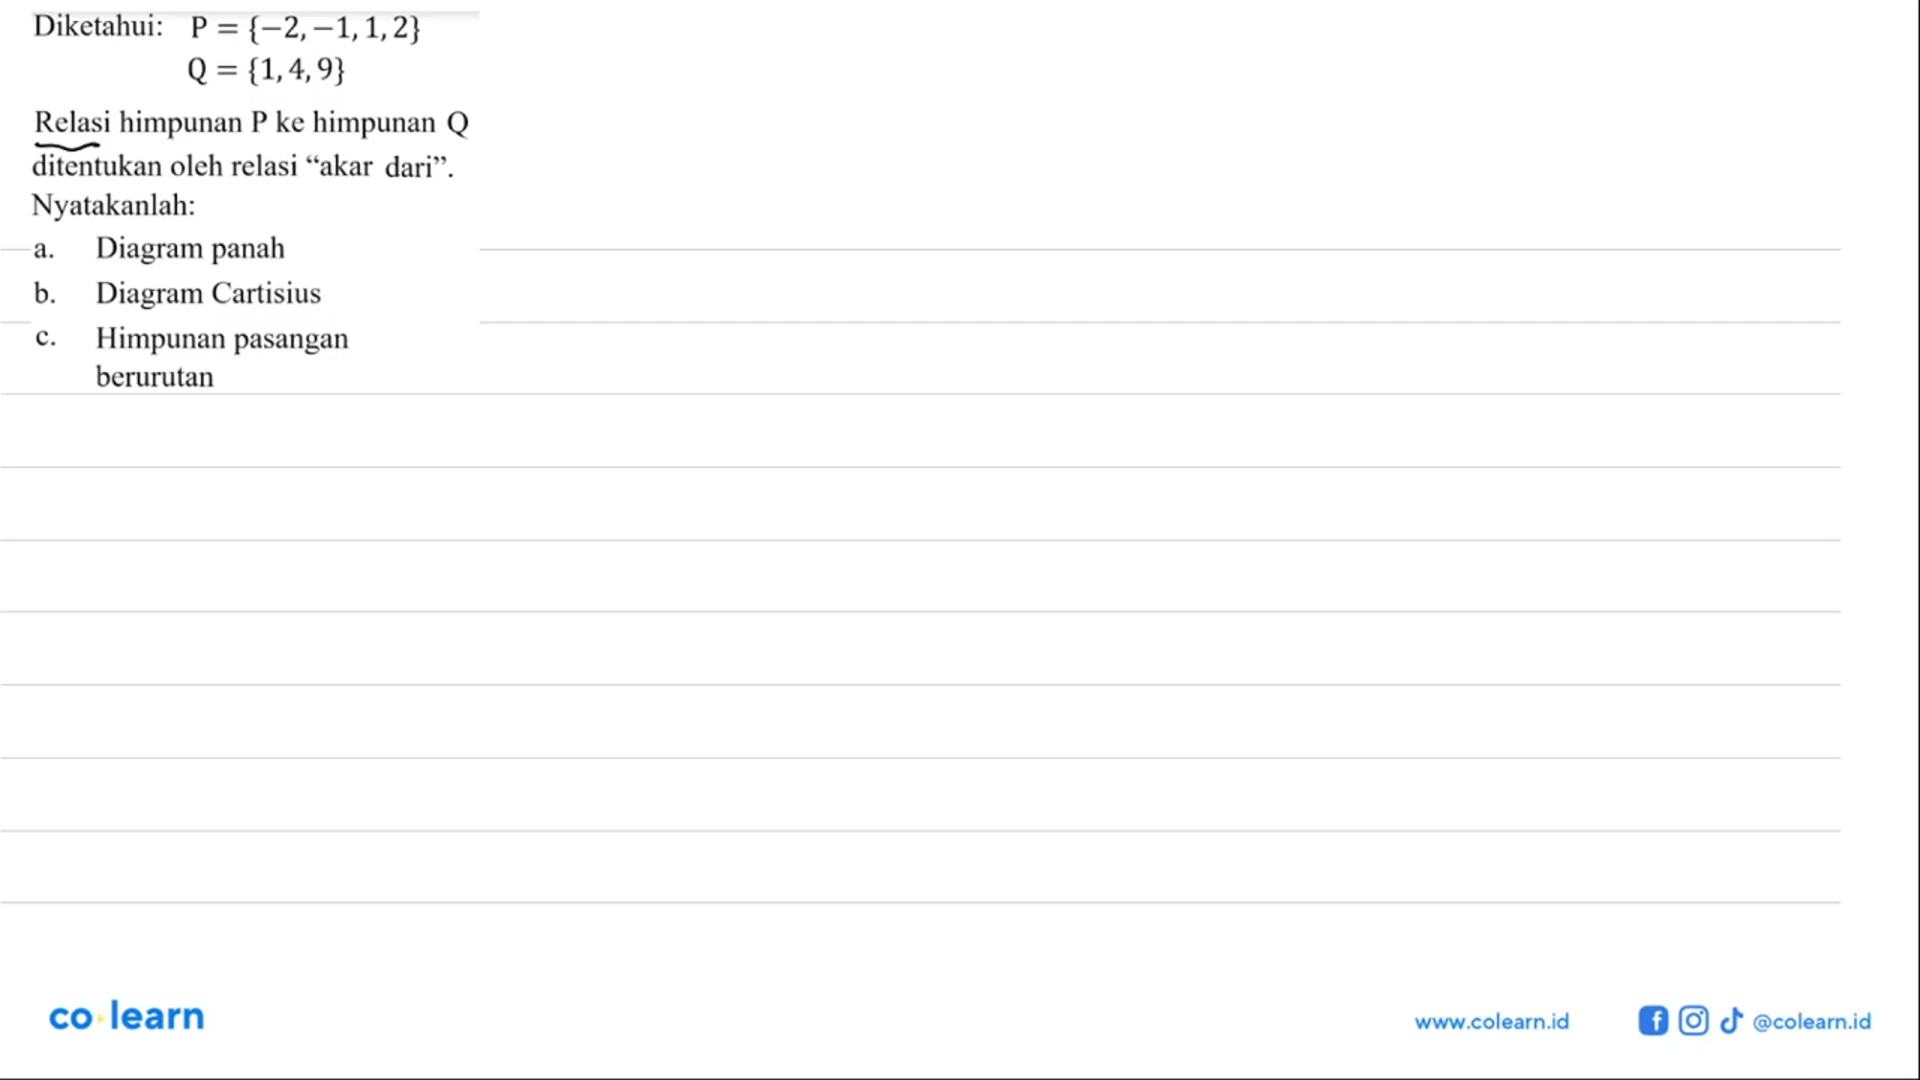 Diketahui: P = {−2, −1, 1, 2}
Q = {1, 4, 9}
Relasi himpunan P ke himpunan Q
ditentukan oleh relasi “akar dari”.
Nyatakanlah:
a. Diagram panah
b. Diagram Cartisius
c. Himpunan pasangan
berurutan
co learn
www.colearn.id
@colearn.id